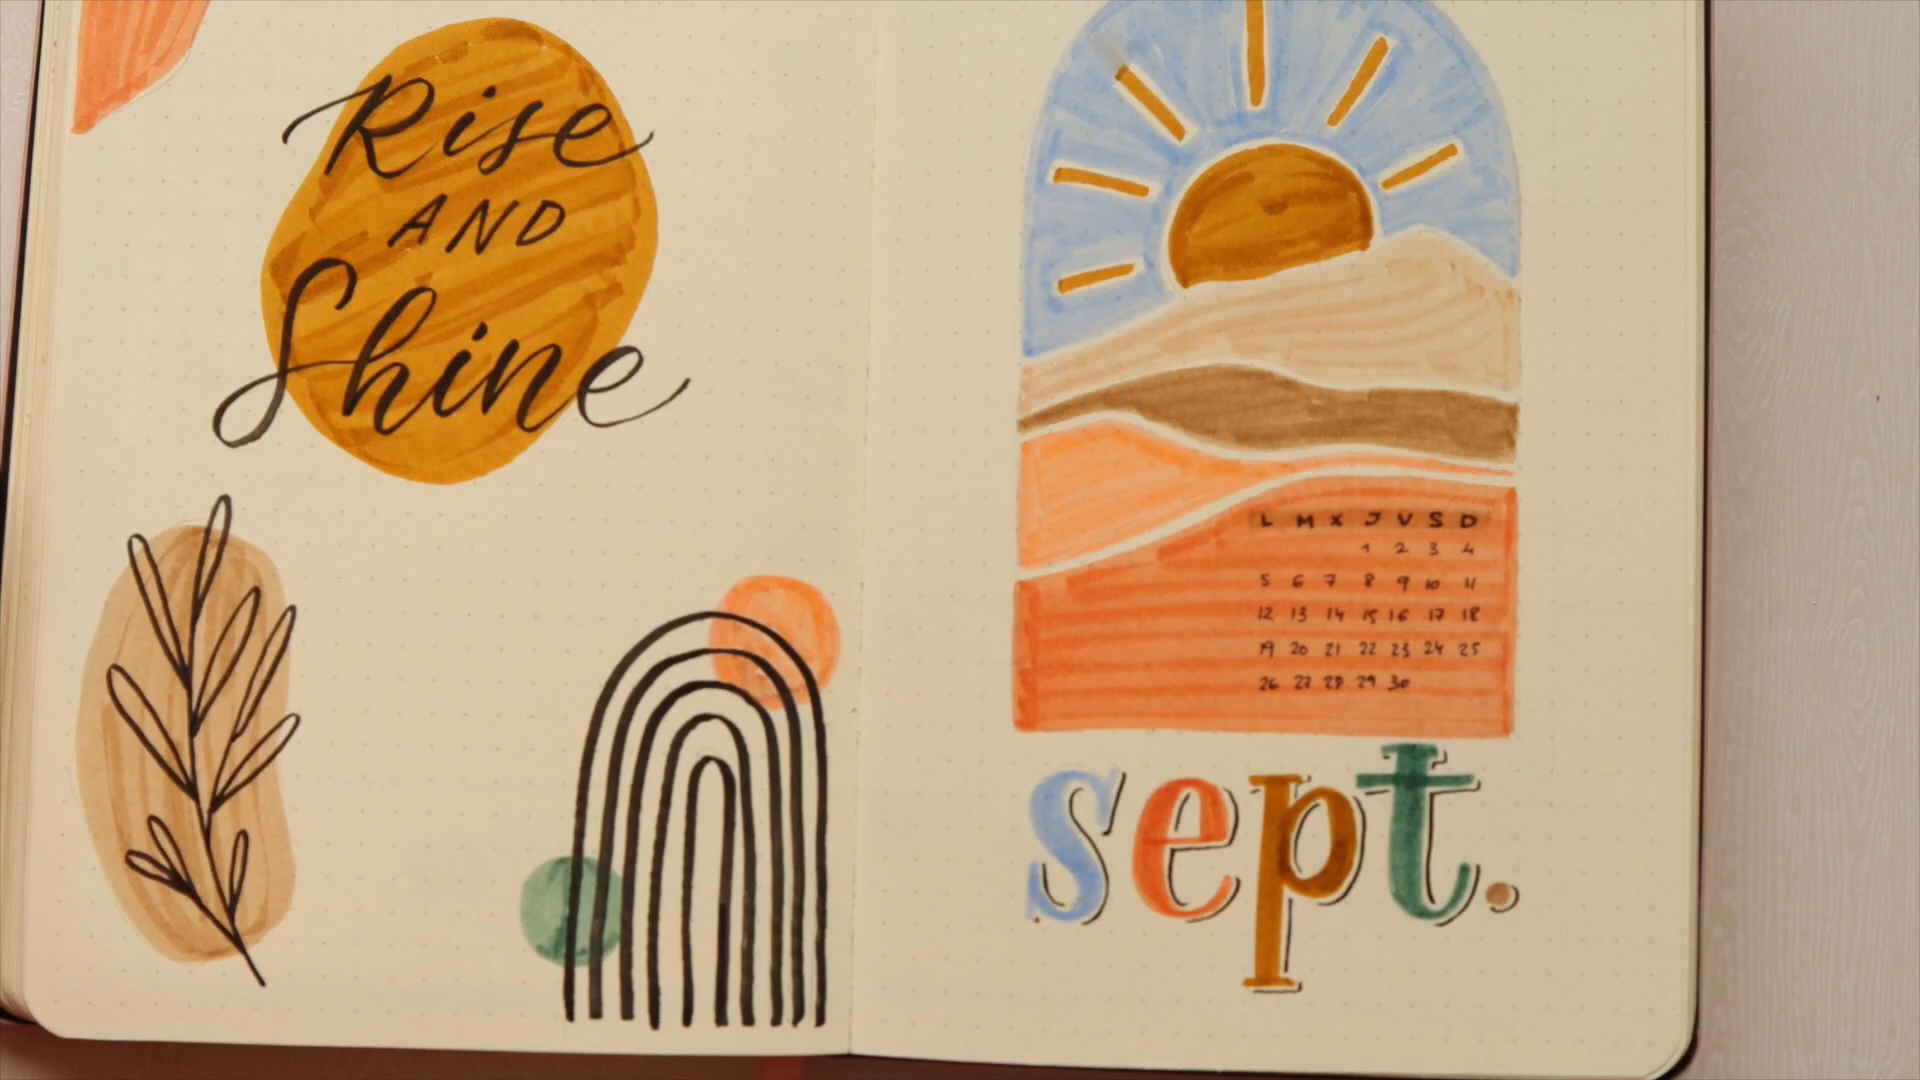 Rise
AND
Shine
L M X J V S D
1 2 3 4
5 6 7 8 9 10 11
12 13 14 15 16 17 18
19 20 21 22 23 24 25
26 27 28 29 30
sept.